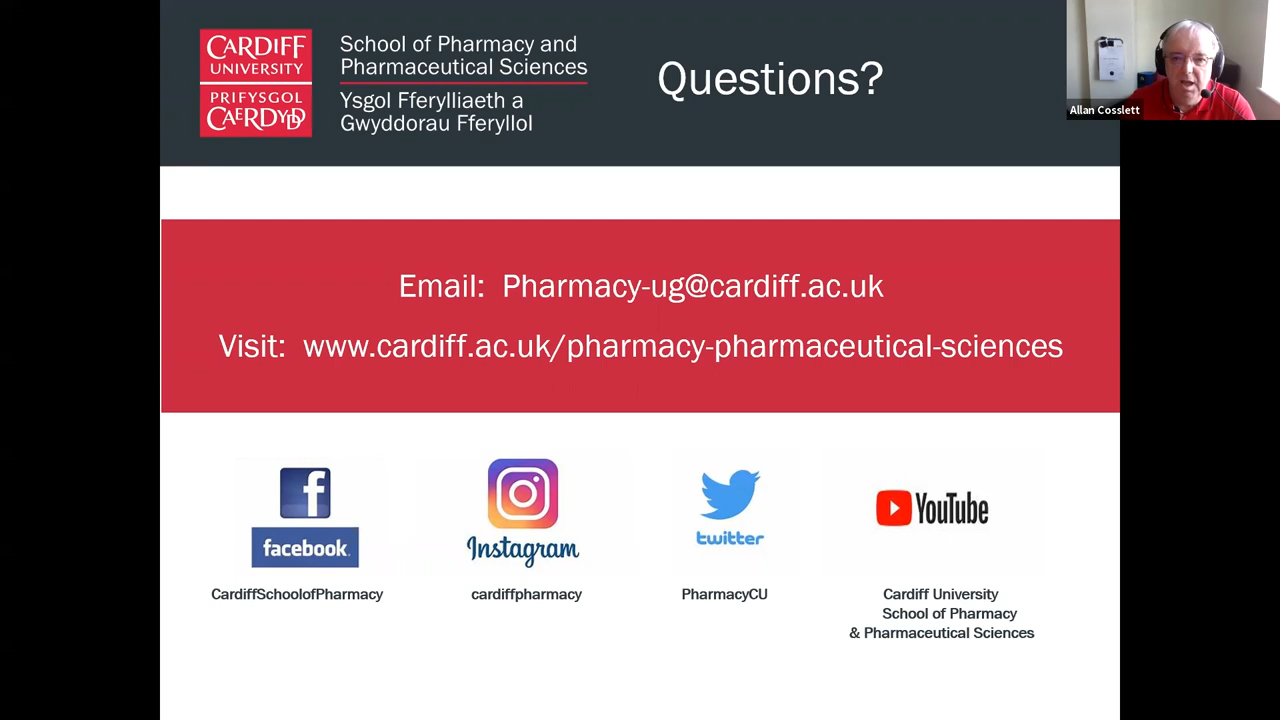 CARDIFF
UNIVERSITY
PRIFYSGOL
CAERDYDD
School of Pharmacy and
Pharmaceutical Sciences
Ysgol Fferylliaeth a
Gwyddorau Fferyllol
Questions?
Allan Cosslett
Email: Pharmacy-ug@cardiff.ac.uk
Visit: www.cardiff.ac.uk/pharmacy-pharmaceutical-sciences
f
facebook
CardiffSchoolofPharmacy
Instagram
cardiffpharmacy
twitter
PharmacyCU
YouTube
Cardiff University
School of Pharmacy
& Pharmaceutical Sciences